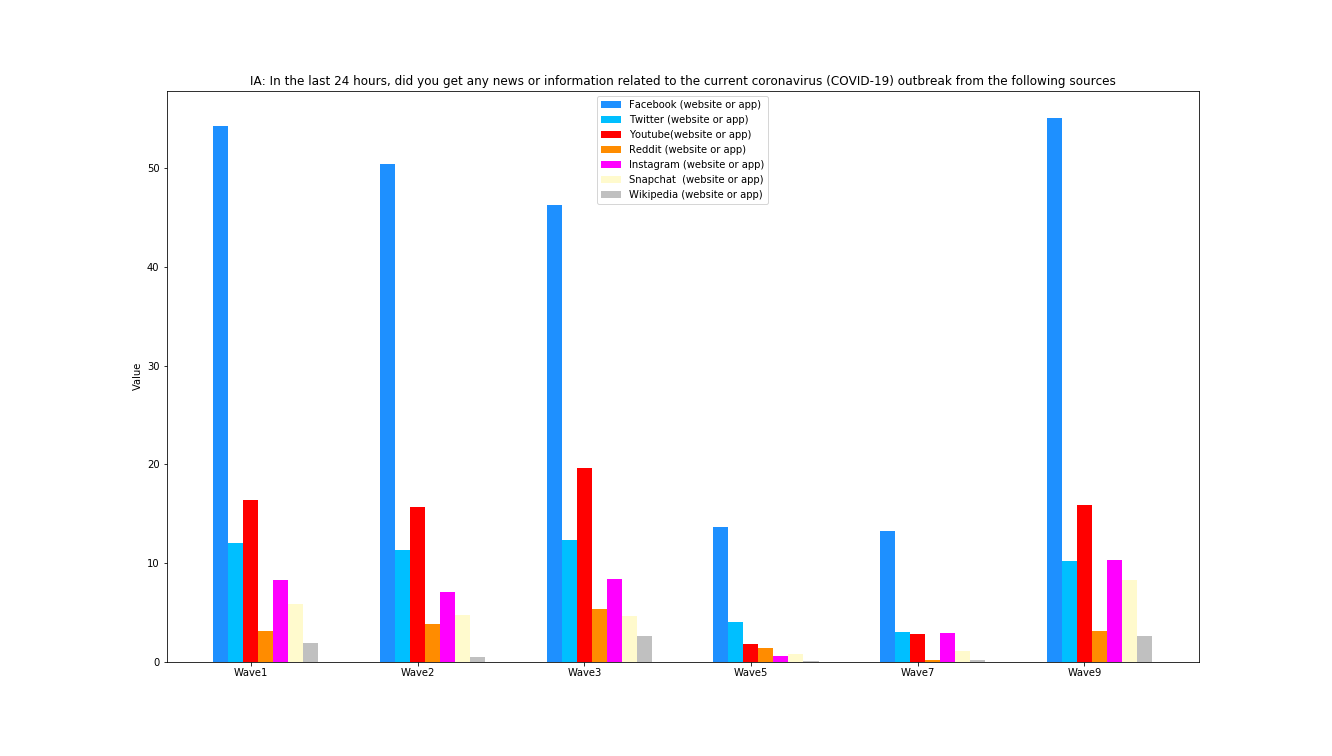 IA: In the last 24 hours, did you get any news or information related to the current coronavirus (COVID-19) outbreak from the following sources
Facebook (website or app)
Twitter (website or app)
Youtube(website or app)
Reddit (website or app)
Instagram (website or app)
Snapchat  (website or app)
Wikipedia (website or app)
Value
50
40
30
20
10
0
Wave1 Wave2 Wave3 Wave5 Wave7 Wave9